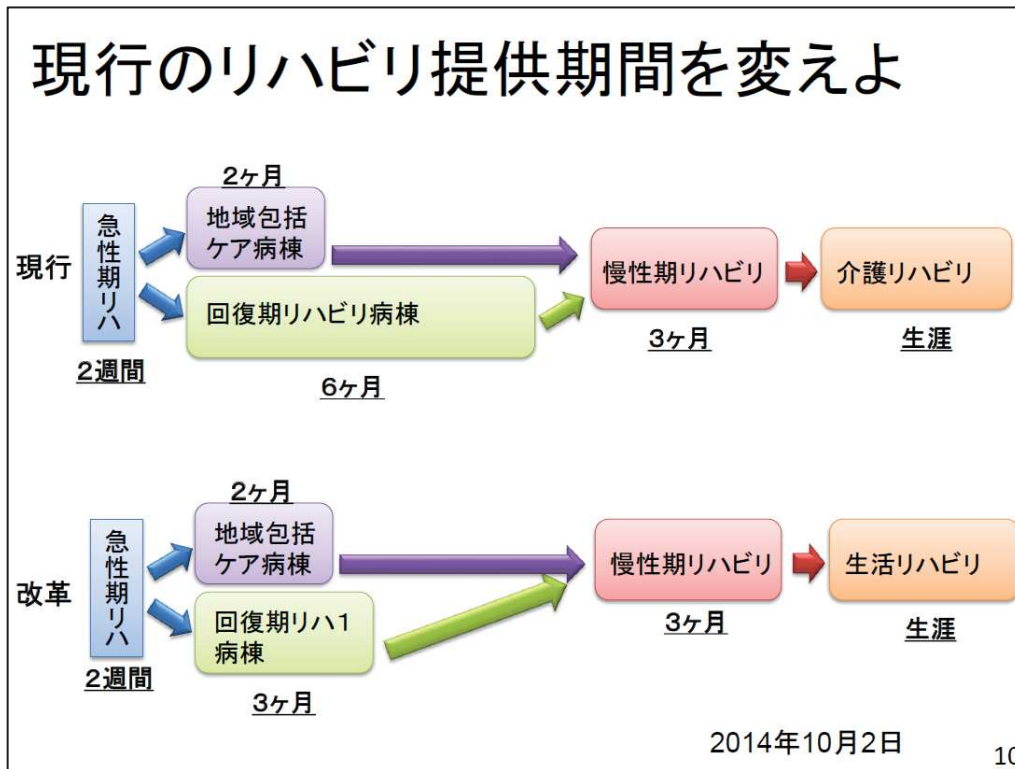 現行のリハビリ提供期間を変えよ
現行
急性期リハ
2週間
2ヶ月
地域包括
ケア病棟
回復期リハビリ病棟
6ヶ月
慢性期リハビリ
3ヶ月
介護リハビリ
生涯
改革
急性期リハ
2週間
2ヶ月
地域包括
ケア病棟
回復期リハ1
病棟
3ヶ月
慢性期リハビリ
3ヶ月
生活リハビリ
生涯
2014年10月2日
10